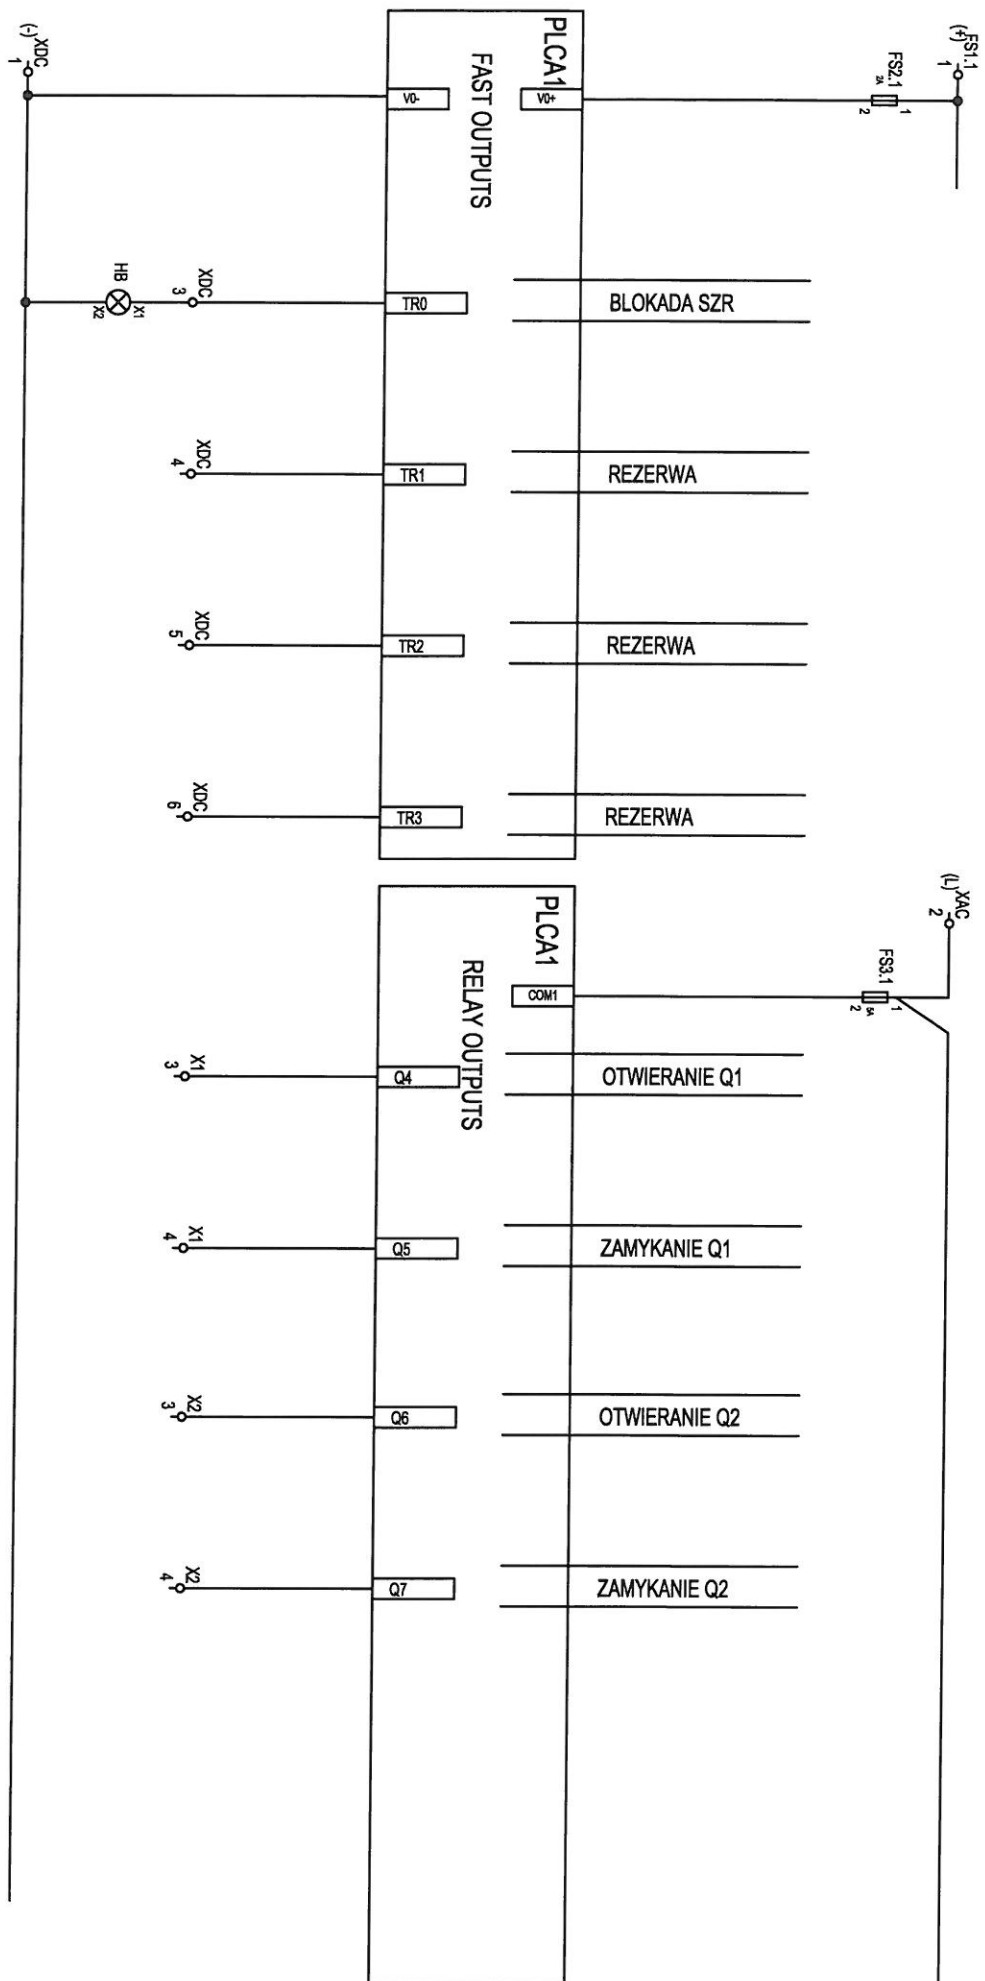 XDC
(-)
1
PLCA1
FAST OUTPUTS
V0-
V0+
FS2.1
2A
1
2
FS1.1
(+)
1
HB
X1
X2
XDC
3
TR0
BLOKADA SZR
XDC
4
TR1
REZERWA
XDC
5
TR2
REZERWA
XDC
6
TR3
REZERWA
PLCA1
RELAY OUTPUTS
COM1
FS3.1
5A
1
2
XAC
(L)
2
X1
3
Q4
OTWIERANIE Q1
X1
4
Q5
ZAMYKANIE Q1
X2
3
Q6
OTWIERANIE Q2
X2
4
Q7
ZAMYKANIE Q2